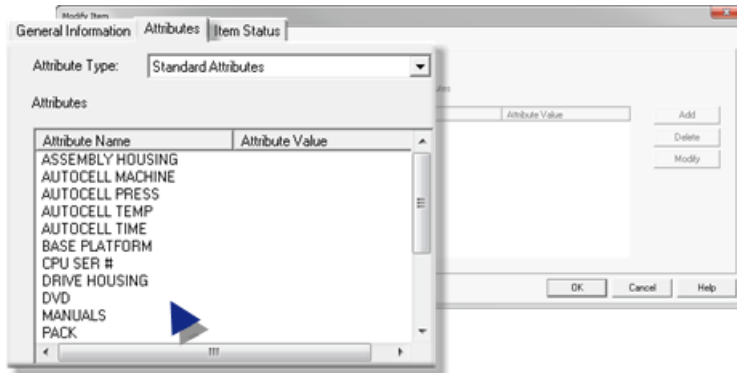 Modify Item
General Information Attributes Item Status
Attribute Type: Standard Attributes
Attributes
Attribute Name Attribute Value
ASSEMBLY HOUSING
AUTOCELL MACHINE
AUTOCELL PRESS
AUTOCELL TEMP
AUTOCELL TIME
BASE PLATFORM
CPU SER #
DRIVE HOUSING
DVD
MANUALS
PACK
Attribute Value
Add
Delete
Modify
OK Cancel Help